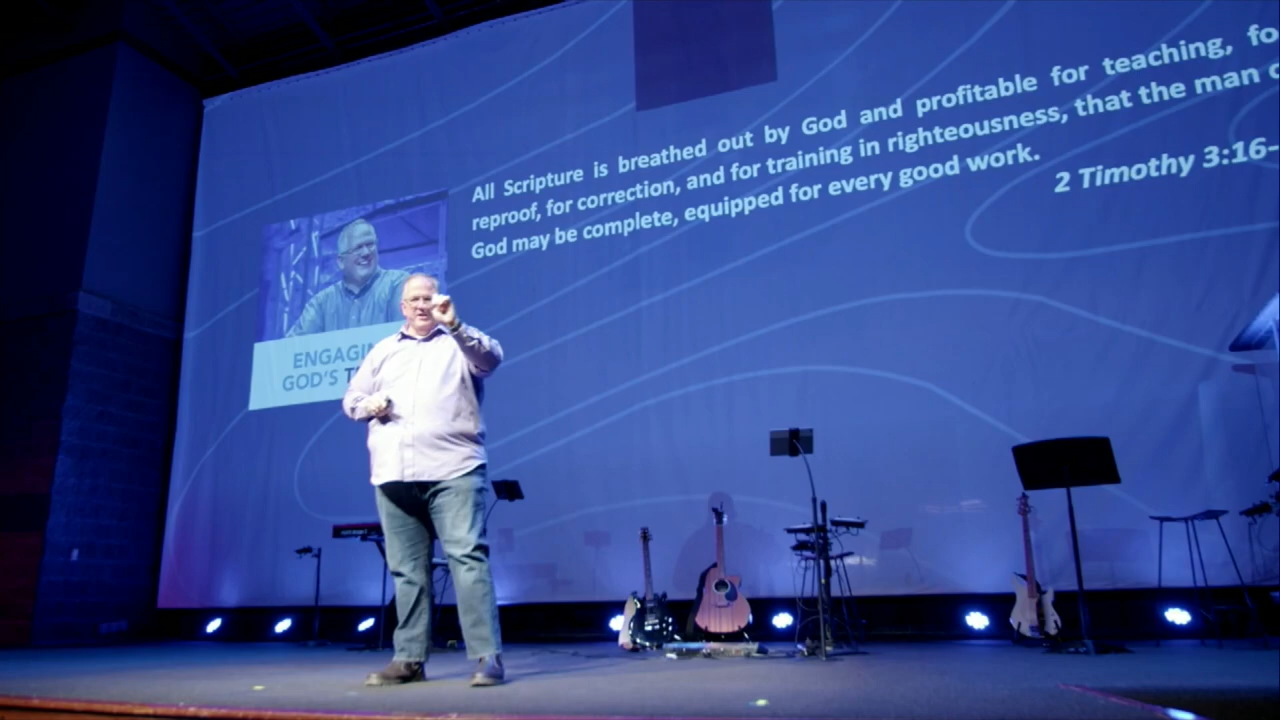 All Scripture is breathed out by God and profitable for teaching,
reproof, for correction, and for training in righteousness, that the man
God may be complete, equipped for every good work.
2 Timothy 3:16-
ENGAGIN
GOD'S